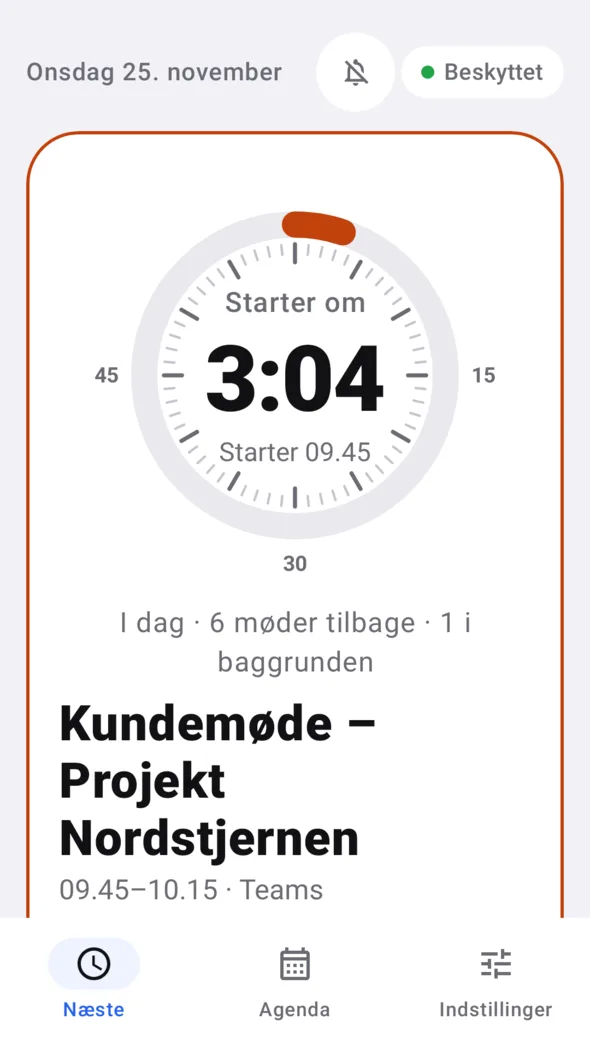 Onsdag 25. november
Beskyttet
Starter om
3:04
Starter 09.45
45
15
30
I dag · 6 møder tilbage · 1 i
baggrunden
Kundemøde –
Projekt
Nordstjernen
09.45–10.15 · Teams
Næste
Agenda
Indstillinger